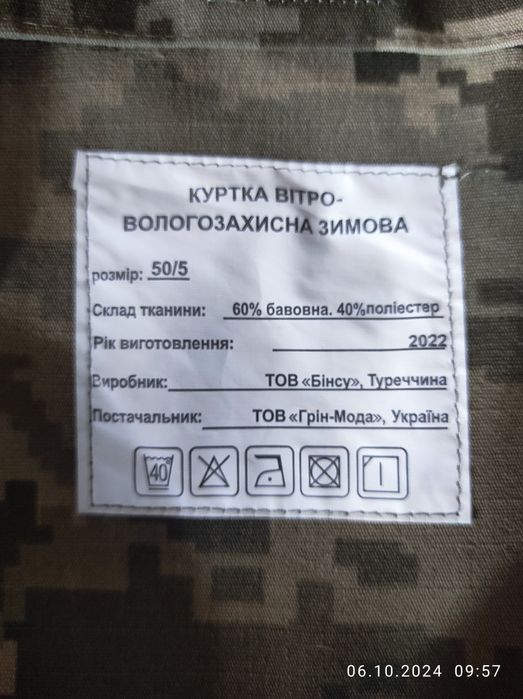 КУРТКА ВІТРО-
ВОЛОГОЗАХИСНА ЗИМОВА
розмір: 50/5
Склад тканини: 60% бавовна. 40%поліестер
Рік виготовлення: 2022
Виробник: ТОВ «Бінсу», Туреччина
Постачальник: ТОВ «Грін-Мода», Україна
40
06.10.2024 09:57